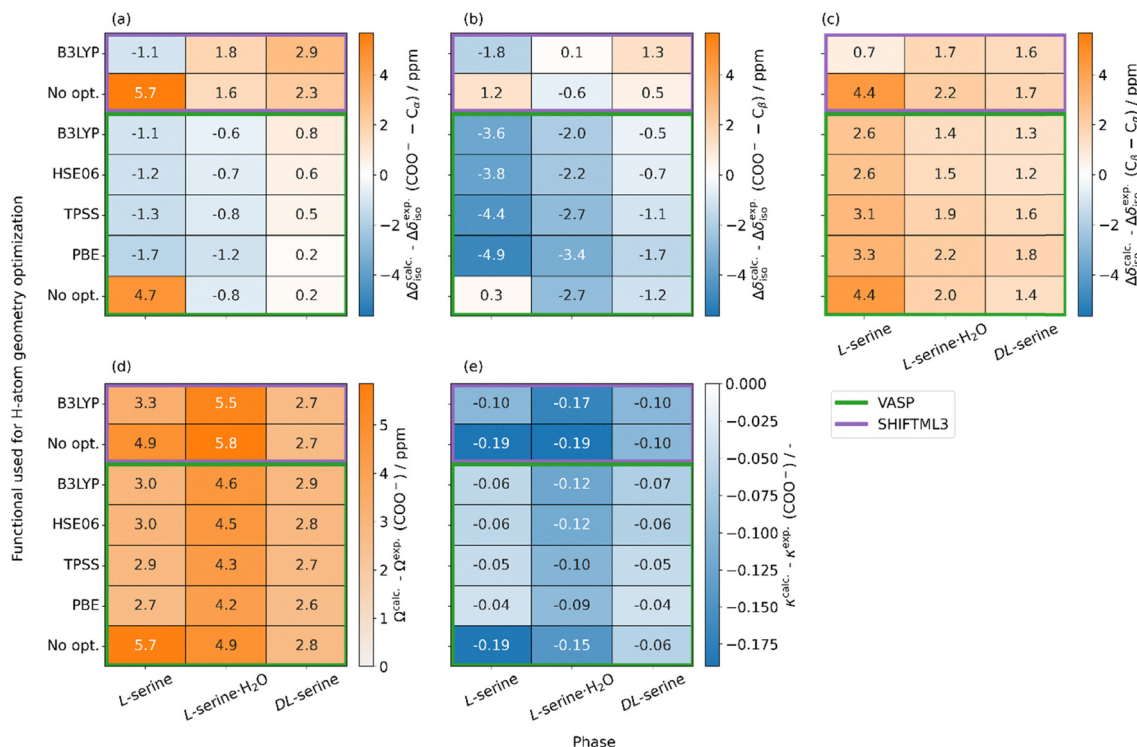 (a)
B3LYP -1.1 1.8 2.9
No opt. 5.7 1.6 2.3
B3LYP -1.1 -0.6 0.8
HSE06 -1.2 -0.7 0.6
TPSS -1.3 -0.8 0.5
PBE -1.7 -1.2 0.2
No opt. 4.7 -0.8 0.2
4
2
0
−2
−4
Δδ_iso^calc. - Δδ_iso^exp. (COO⁻ − Cα) / ppm
(b)
-1.8 0.1 1.3
1.2 -0.6 0.5
-3.6 -2.0 -0.5
-3.8 -2.2 -0.7
-4.4 -2.7 -1.1
-4.9 -3.4 -1.7
0.3 -2.7 -1.2
4
2
0
−2
−4
Δδ_iso^calc. - Δδ_iso^exp. (COO⁻ − Cβ) / ppm
(c)
0.7 1.7 1.6
4.4 2.2 1.7
2.6 1.4 1.3
2.6 1.5 1.2
3.1 1.9 1.6
3.3 2.2 1.8
4.4 2.0 1.4
L-serine L-serine·H₂O DL-serine
4
2
0
−2
−4
Δδ_iso^calc. - Δδ_iso^exp. (Cβ − Cα) / ppm
Functional used for H-atom geometry optimization
(d)
B3LYP 3.3 5.5 2.7
No opt. 4.9 5.8 2.7
B3LYP 3.0 4.6 2.9
HSE06 3.0 4.5 2.8
TPSS 2.9 4.3 2.7
PBE 2.7 4.2 2.6
No opt. 5.7 4.9 2.8
L-serine L-serine·H₂O DL-serine
5
4
3
2
1
0
Ω^calc. - Ω^exp. (COO⁻) / ppm
(e)
-0.10 -0.17 -0.10
-0.19 -0.19 -0.10
-0.06 -0.12 -0.07
-0.06 -0.12 -0.06
-0.05 -0.10 -0.05
-0.04 -0.09 -0.04
-0.19 -0.15 -0.06
L-serine L-serine·H₂O DL-serine
0.000
−0.025
−0.050
−0.075
−0.100
−0.125
−0.150
−0.175
κ^calc. - κ^exp. (COO⁻) / -
VASP
SHIFTML3
Phase